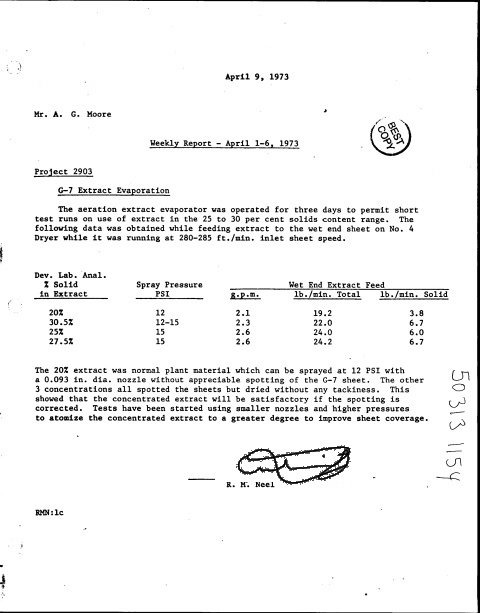 April 9, 1973
Mr. A. G. Moore
BEST
COPY
Weekly Report - April 1-6, 1973
Project 2903
G-7 Extract Evaporation
The aeration extract evaporator was operated for three days to permit short
test runs on use of extract in the 25 to 30 per cent solids content range. The
following data was obtained while feeding extract to the wet end sheet on No. 4
Dryer while it was running at 280-285 ft./min. inlet sheet speed.
Dev. Lab. Anal.
% Solid Spray Pressure Wet End Extract Feed
in Extract PSI g.p.m. lb./min. Total lb./min. Solid
20% 12 2.1 19.2 3.8
30.5% 12-15 2.3 22.0 6.7
25% 15 2.6 24.0 6.0
27.5% 15 2.6 24.2 6.7
The 20% extract was normal plant material which can be sprayed at 12 PSI with
a 0.093 in. dia. nozzle without appreciable spotting of the G-7 sheet. The other
3 concentrations all spotted the sheets but dried without any tackiness. This
showed that the concentrated extract will be satisfactory if the spotting is
corrected. Tests have been started using smaller nozzles and higher pressures
to atomize the concentrated extract to a greater degree to improve sheet coverage.
R. M. Neel
RMN:lc
50313 1154